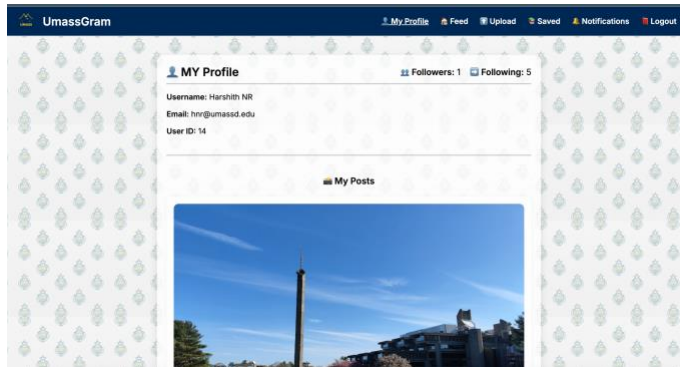 UMASS
UmassGram
My Profile
Feed
Upload
Saved
Notifications
Logout
MY Profile
Followers: 1
Following: 5
Username: Harshith NR
Email: hnr@umassd.edu
User ID: 14
My Posts